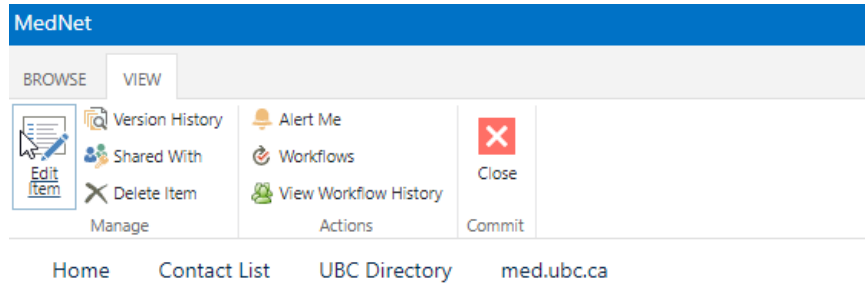 MedNet
BROWSE VIEW
Edit Item
Version History
Shared With
Delete Item
Manage
Alert Me
Workflows
View Workflow History
Actions
Close
Commit
Home Contact List UBC Directory med.ubc.ca